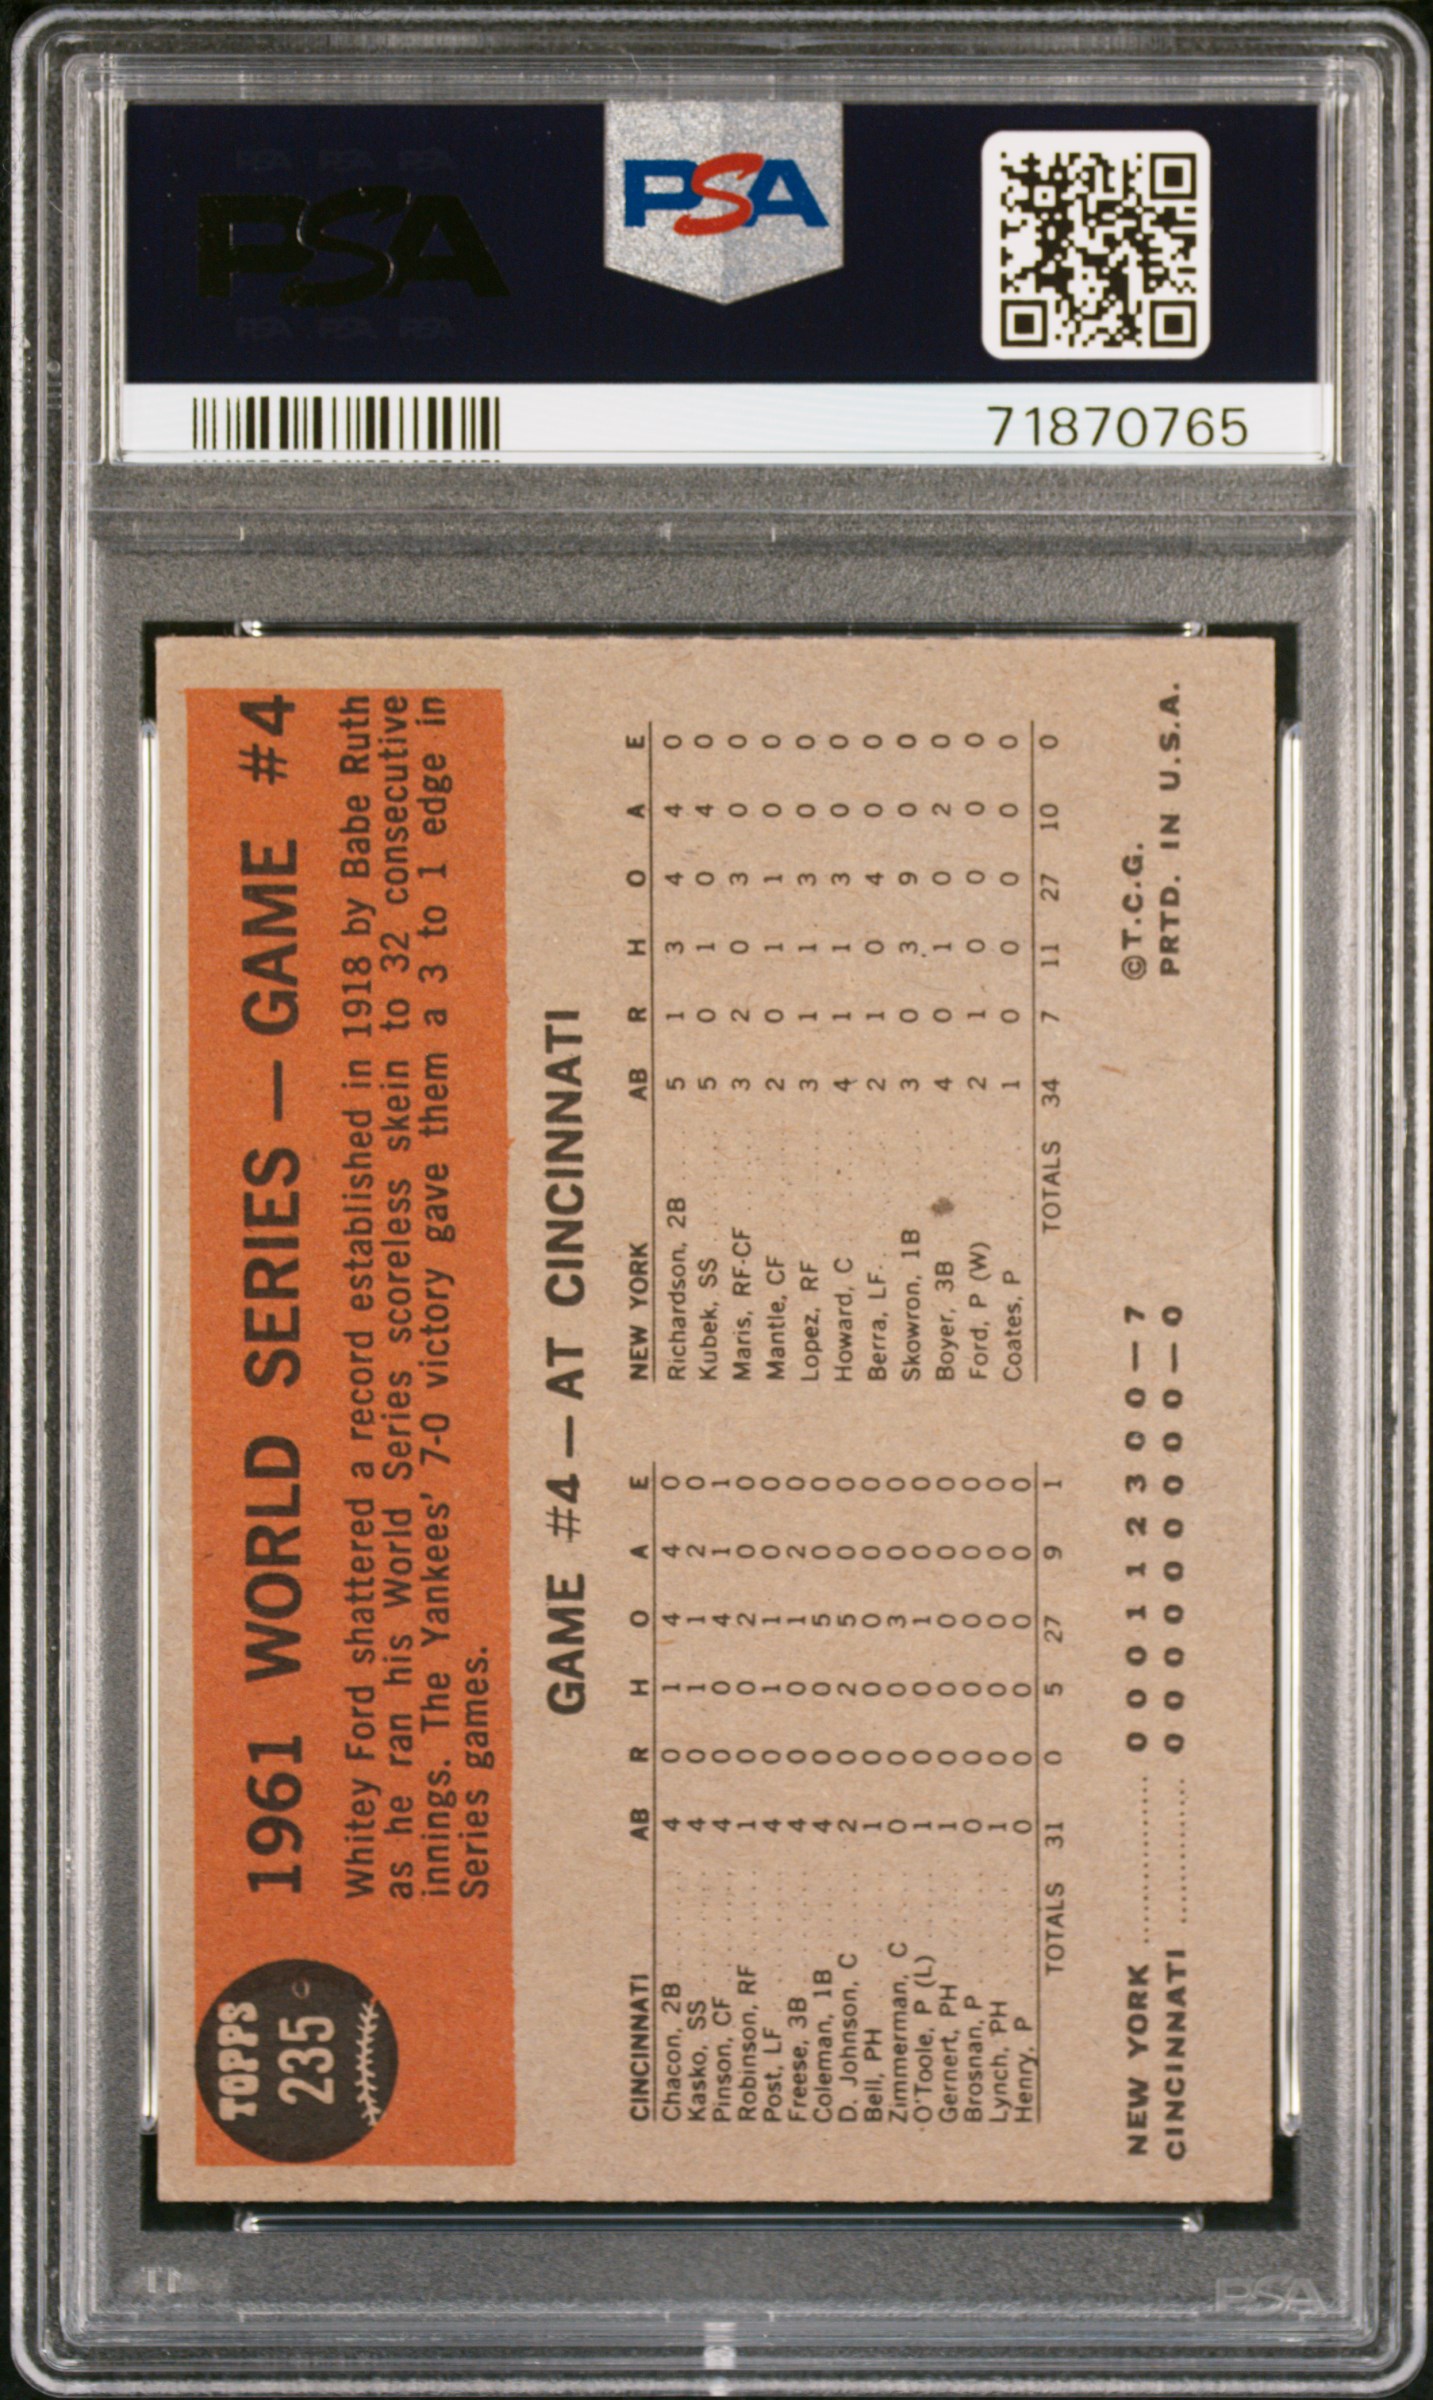 PSA
PSA
71870765
TOPPS
235
1961 WORLD SERIES — GAME #4
Whitey Ford shattered a record established in 1918 by Babe Ruth
as he ran his World Series scoreless skein to 32 consecutive
innings. The Yankees' 7-0 victory gave them a 3 to 1 edge in
Series games.
GAME #4 — AT CINCINNATI
CINCINNATI AB R H O A E
Chacon, 2B 4 0 1 4 4 0
Kasko, SS 4 0 1 1 2 0
Pinson, CF 4 0 0 4 1 1
Robinson, RF 1 0 0 2 0 0
Post, LF 4 0 1 1 0 0
Freese, 3B 4 0 0 1 2 0
Coleman, 1B 4 0 0 5 0 0
D. Johnson, C 2 0 2 5 0 0
Bell, PH 1 0 0 0 0 0
Zimmerman, C 0 0 0 3 0 0
O'Toole, P (L) 1 0 0 1 0 0
Gernert, PH 1 0 0 0 0 0
Brosnan, P 0 0 0 0 0 0
Lynch, PH 1 0 0 0 0 0
Henry, P 0 0 0 0 0 0
TOTALS 31 0 5 27 9 1
NEW YORK AB R H O A E
Richardson, 2B 5 1 3 4 4 0
Kubek, SS 5 0 1 0 4 0
Maris, RF-CF 3 2 0 3 0 0
Mantle, CF 2 0 1 1 0 0
Lopez, RF 3 1 1 3 0 0
Howard, C 4 1 1 3 0 0
Berra, LF 2 1 0 4 0 0
Skowron, 1B 3 0 3 9 0 0
Boyer, 3B 4 0 1 0 2 0
Ford, P (W) 2 1 0 0 0 0
Coates, P 1 0 0 0 0 0
TOTALS 34 7 11 27 10 0
NEW YORK 0 0 0 1 1 2 3 0 0 — 7
CINCINNATI 0 0 0 0 0 0 0 0 0 — 0
©T.C.G.
PRTD. IN U.S.A.
PSA